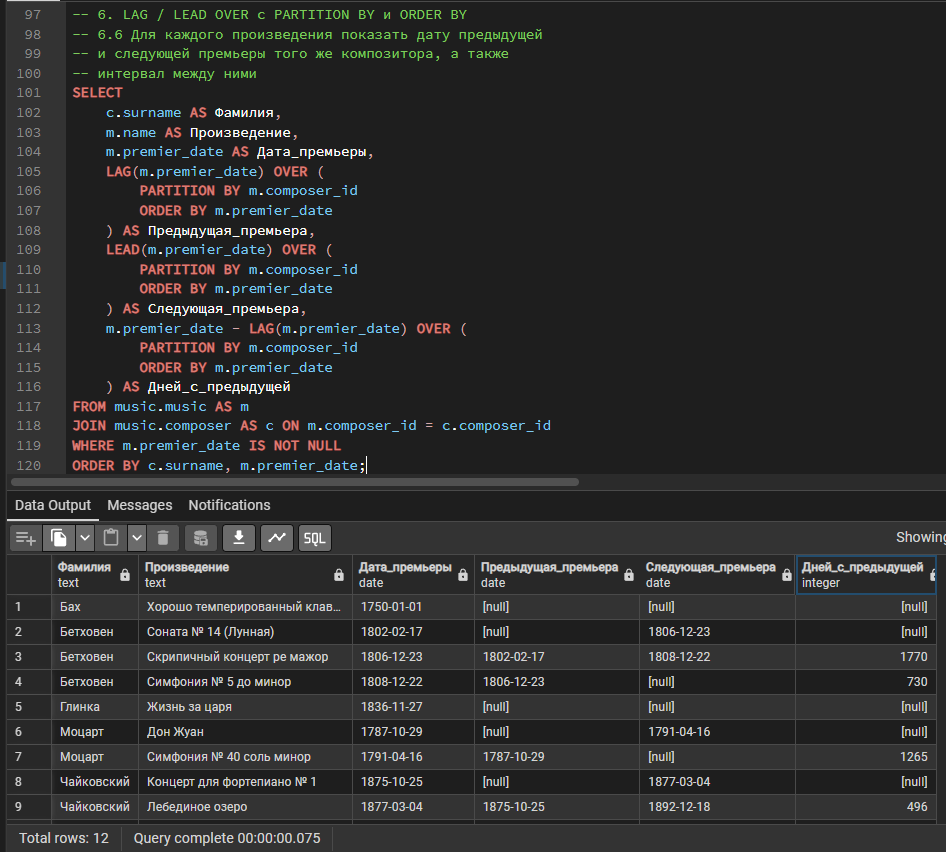 97 -- 6. LAG / LEAD OVER с PARTITION BY и ORDER BY
98 -- 6.6 Для каждого произведения показать дату предыдущей
99 -- и следующей премьеры того же композитора, а также
100 -- интервал между ними
101 SELECT
102 c.surname AS Фамилия,
103 m.name AS Произведение,
104 m.premier_date AS Дата_премьеры,
105 LAG(m.premier_date) OVER (
106 PARTITION BY m.composer_id
107 ORDER BY m.premier_date
108 ) AS Предыдущая_премьера,
109 LEAD(m.premier_date) OVER (
110 PARTITION BY m.composer_id
111 ORDER BY m.premier_date
112 ) AS Следующая_премьера,
113 m.premier_date - LAG(m.premier_date) OVER (
114 PARTITION BY m.composer_id
115 ORDER BY m.premier_date
116 ) AS Дней_с_предыдущей
117 FROM music.music AS m
118 JOIN music.composer AS c ON m.composer_id = c.composer_id
119 WHERE m.premier_date IS NOT NULL
120 ORDER BY c.surname, m.premier_date;
Data Output Messages Notifications
SQL Showing
Фамилия Произведение Дата_премьеры Предыдущая_премьера Следующая_премьера Дней_с_предыдущей
text text date date date integer
1 Бах Хорошо темперированный клав… 1750-01-01 [null] [null] [null]
2 Бетховен Соната № 14 (Лунная) 1802-02-17 [null] 1806-12-23 [null]
3 Бетховен Скрипичный концерт ре мажор 1806-12-23 1802-02-17 1808-12-22 1770
4 Бетховен Симфония № 5 до минор 1808-12-22 1806-12-23 [null] 730
5 Глинка Жизнь за царя 1836-11-27 [null] [null] [null]
6 Моцарт Дон Жуан 1787-10-29 [null] 1791-04-16 [null]
7 Моцарт Симфония № 40 соль минор 1791-04-16 1787-10-29 [null] 1265
8 Чайковский Концерт для фортепиано № 1 1875-10-25 [null] 1877-03-04 [null]
9 Чайковский Лебединое озеро 1877-03-04 1875-10-25 1892-12-18 496
Total rows: 12 Query complete 00:00:00.075